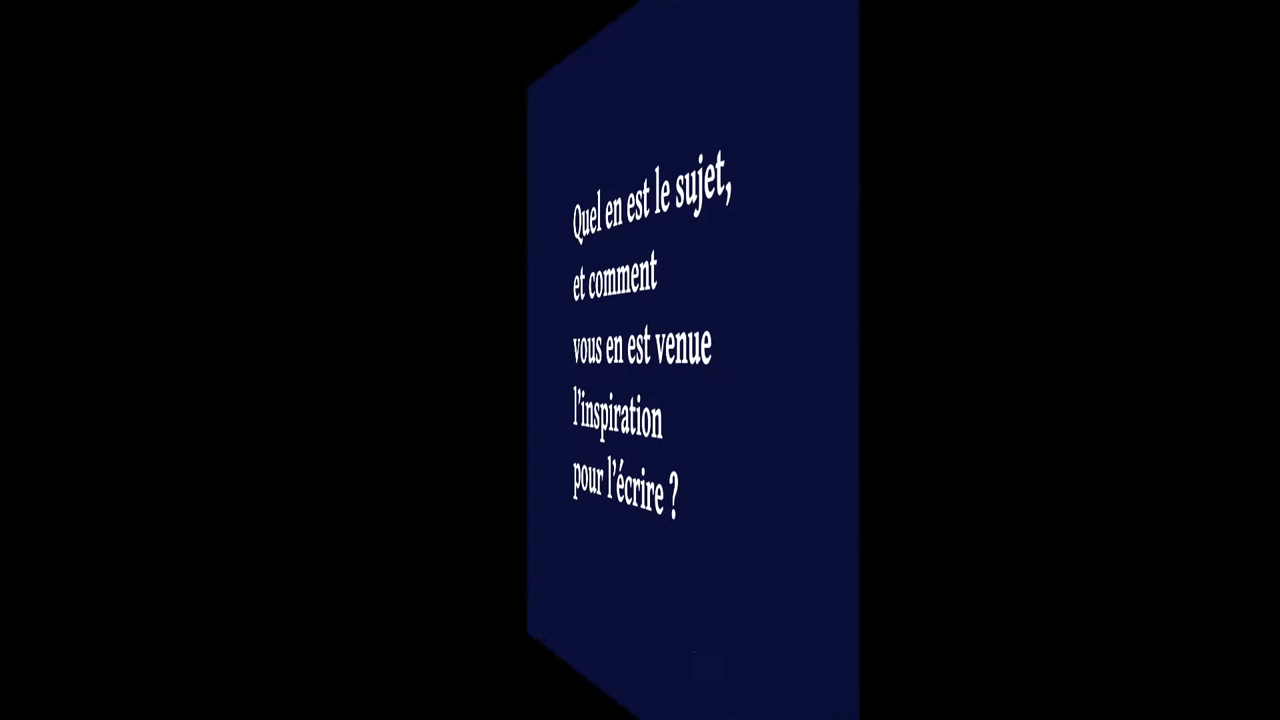 Quel en est le sujet,
et comment
vous en est venue
l’inspiration
pour l’écrire ?